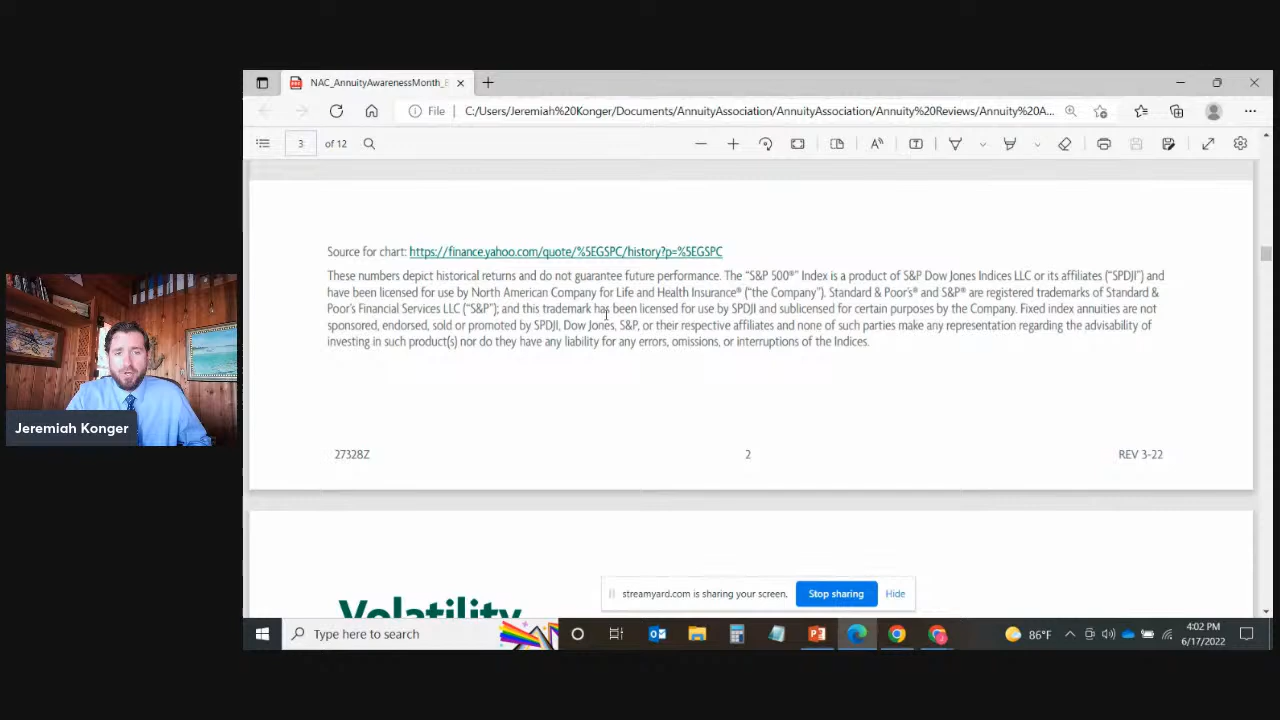 NAC_AnnuityAwarenessMonth_E
File
C:/Users/Jeremiah%20Konger/Documents/AnnuityAssociation/AnnuityAssociation/Annuity%20Reviews/Annuity%20A...
3 of 12
Source for chart: https://finance.yahoo.com/quote/%5EGSPC/history?p=%5EGSPC
These numbers depict historical returns and do not guarantee future performance. The “S&P 500®” Index is a product of S&P Dow Jones Indices LLC or its affiliates (“SPDJI”) and
have been licensed for use by North American Company for Life and Health Insurance® (“the Company”). Standard & Poor's® and S&P® are registered trademarks of Standard &
Poor's Financial Services LLC (“S&P”); and this trademark has been licensed for use by SPDJI and sublicensed for certain purposes by the Company. Fixed index annuities are not
sponsored, endorsed, sold or promoted by SPDJI, Dow Jones, S&P, or their respective affiliates and none of such parties make any representation regarding the advisability of
investing in such product(s) nor do they have any liability for any errors, omissions, or interruptions of the Indices.
Jeremiah Konger
27328Z 2 REV 3-22
Volatility
streamyard.com is sharing your screen. Stop sharing Hide
Type here to search
86°F
4:02 PM
6/17/2022